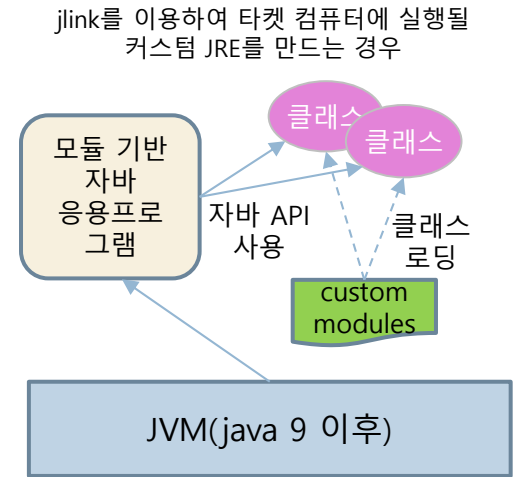 jlink를 이용하여 타켓 컴퓨터에 실행될
커스텀 JRE를 만드는 경우
클래스
클래스
모듈 기반
자바
응용프로
그램
자바 API
사용
클래스
로딩
custom
modules
JVM(java 9 이후)